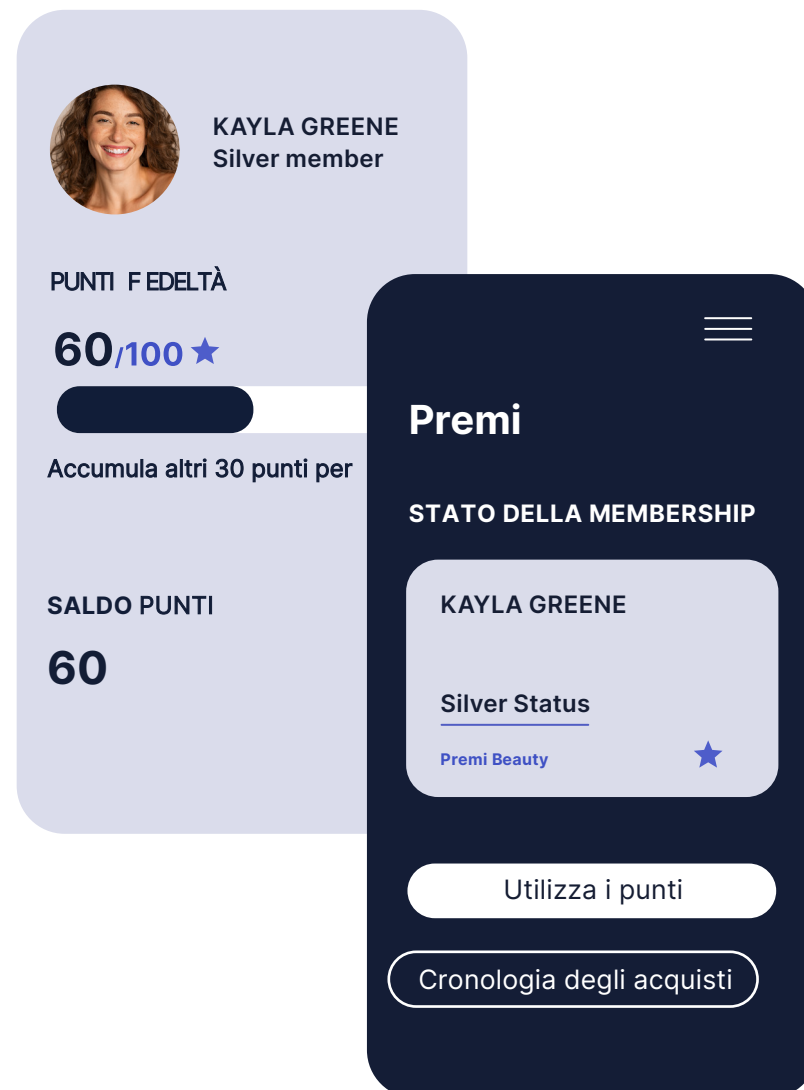 KAYLA GREENE
Silver member
PUNTI F EDELTÀ
60/100
Accumula altri 30 punti per
SALDO PUNTI
60
Premi
STATO DELLA MEMBERSHIP
KAYLA GREENE
Silver Status
Premi Beauty
Utilizza i punti
Cronologia degli acquisti